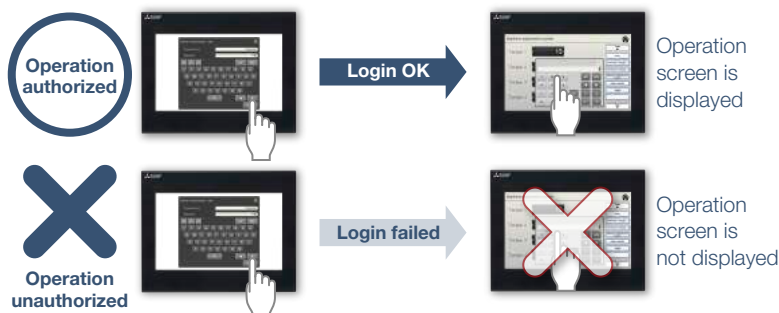 Operation
authorized
Login OK
Operation
screen is
displayed
Operation
unauthorized
Login failed
Operation
screen is
not displayed